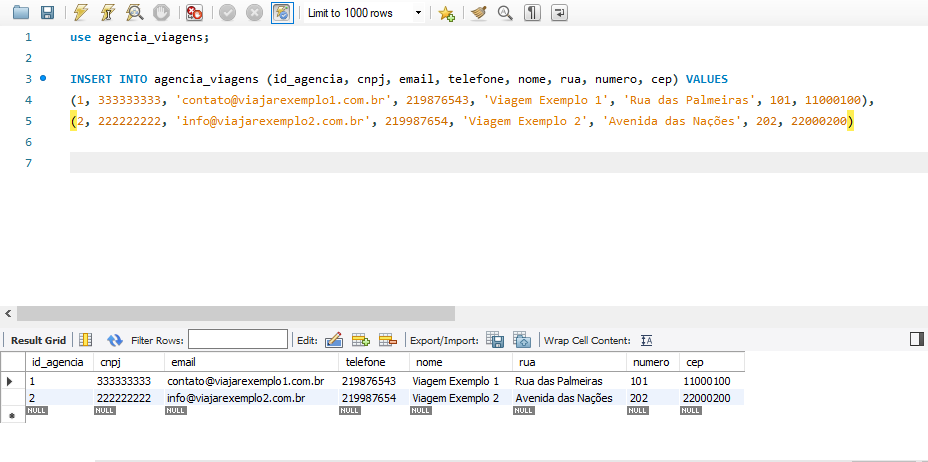 Limit to 1000 rows
1 use agencia_viagens;
2
3 INSERT INTO agencia_viagens (id_agencia, cnpj, email, telefone, nome, rua, numero, cep) VALUES
4 (1, 333333333, 'contato@viajarexemplo1.com.br', 219876543, 'Viagem Exemplo 1', 'Rua das Palmeiras', 101, 11000100),
5 (2, 222222222, 'info@viajarexemplo2.com.br', 219987654, 'Viagem Exemplo 2', 'Avenida das Nações', 202, 22000200)
6
7
Result Grid Filter Rows: Edit: Export/Import: Wrap Cell Content: IA
id_agencia cnpj email telefone nome rua numero cep
1 333333333 contato@viajarexemplo1.com.br 219876543 Viagem Exemplo 1 Rua das Palmeiras 101 11000100
2 222222222 info@viajarexemplo2.com.br 219987654 Viagem Exemplo 2 Avenida das Nações 202 22000200
NULL NULL NULL NULL NULL NULL NULL NULL